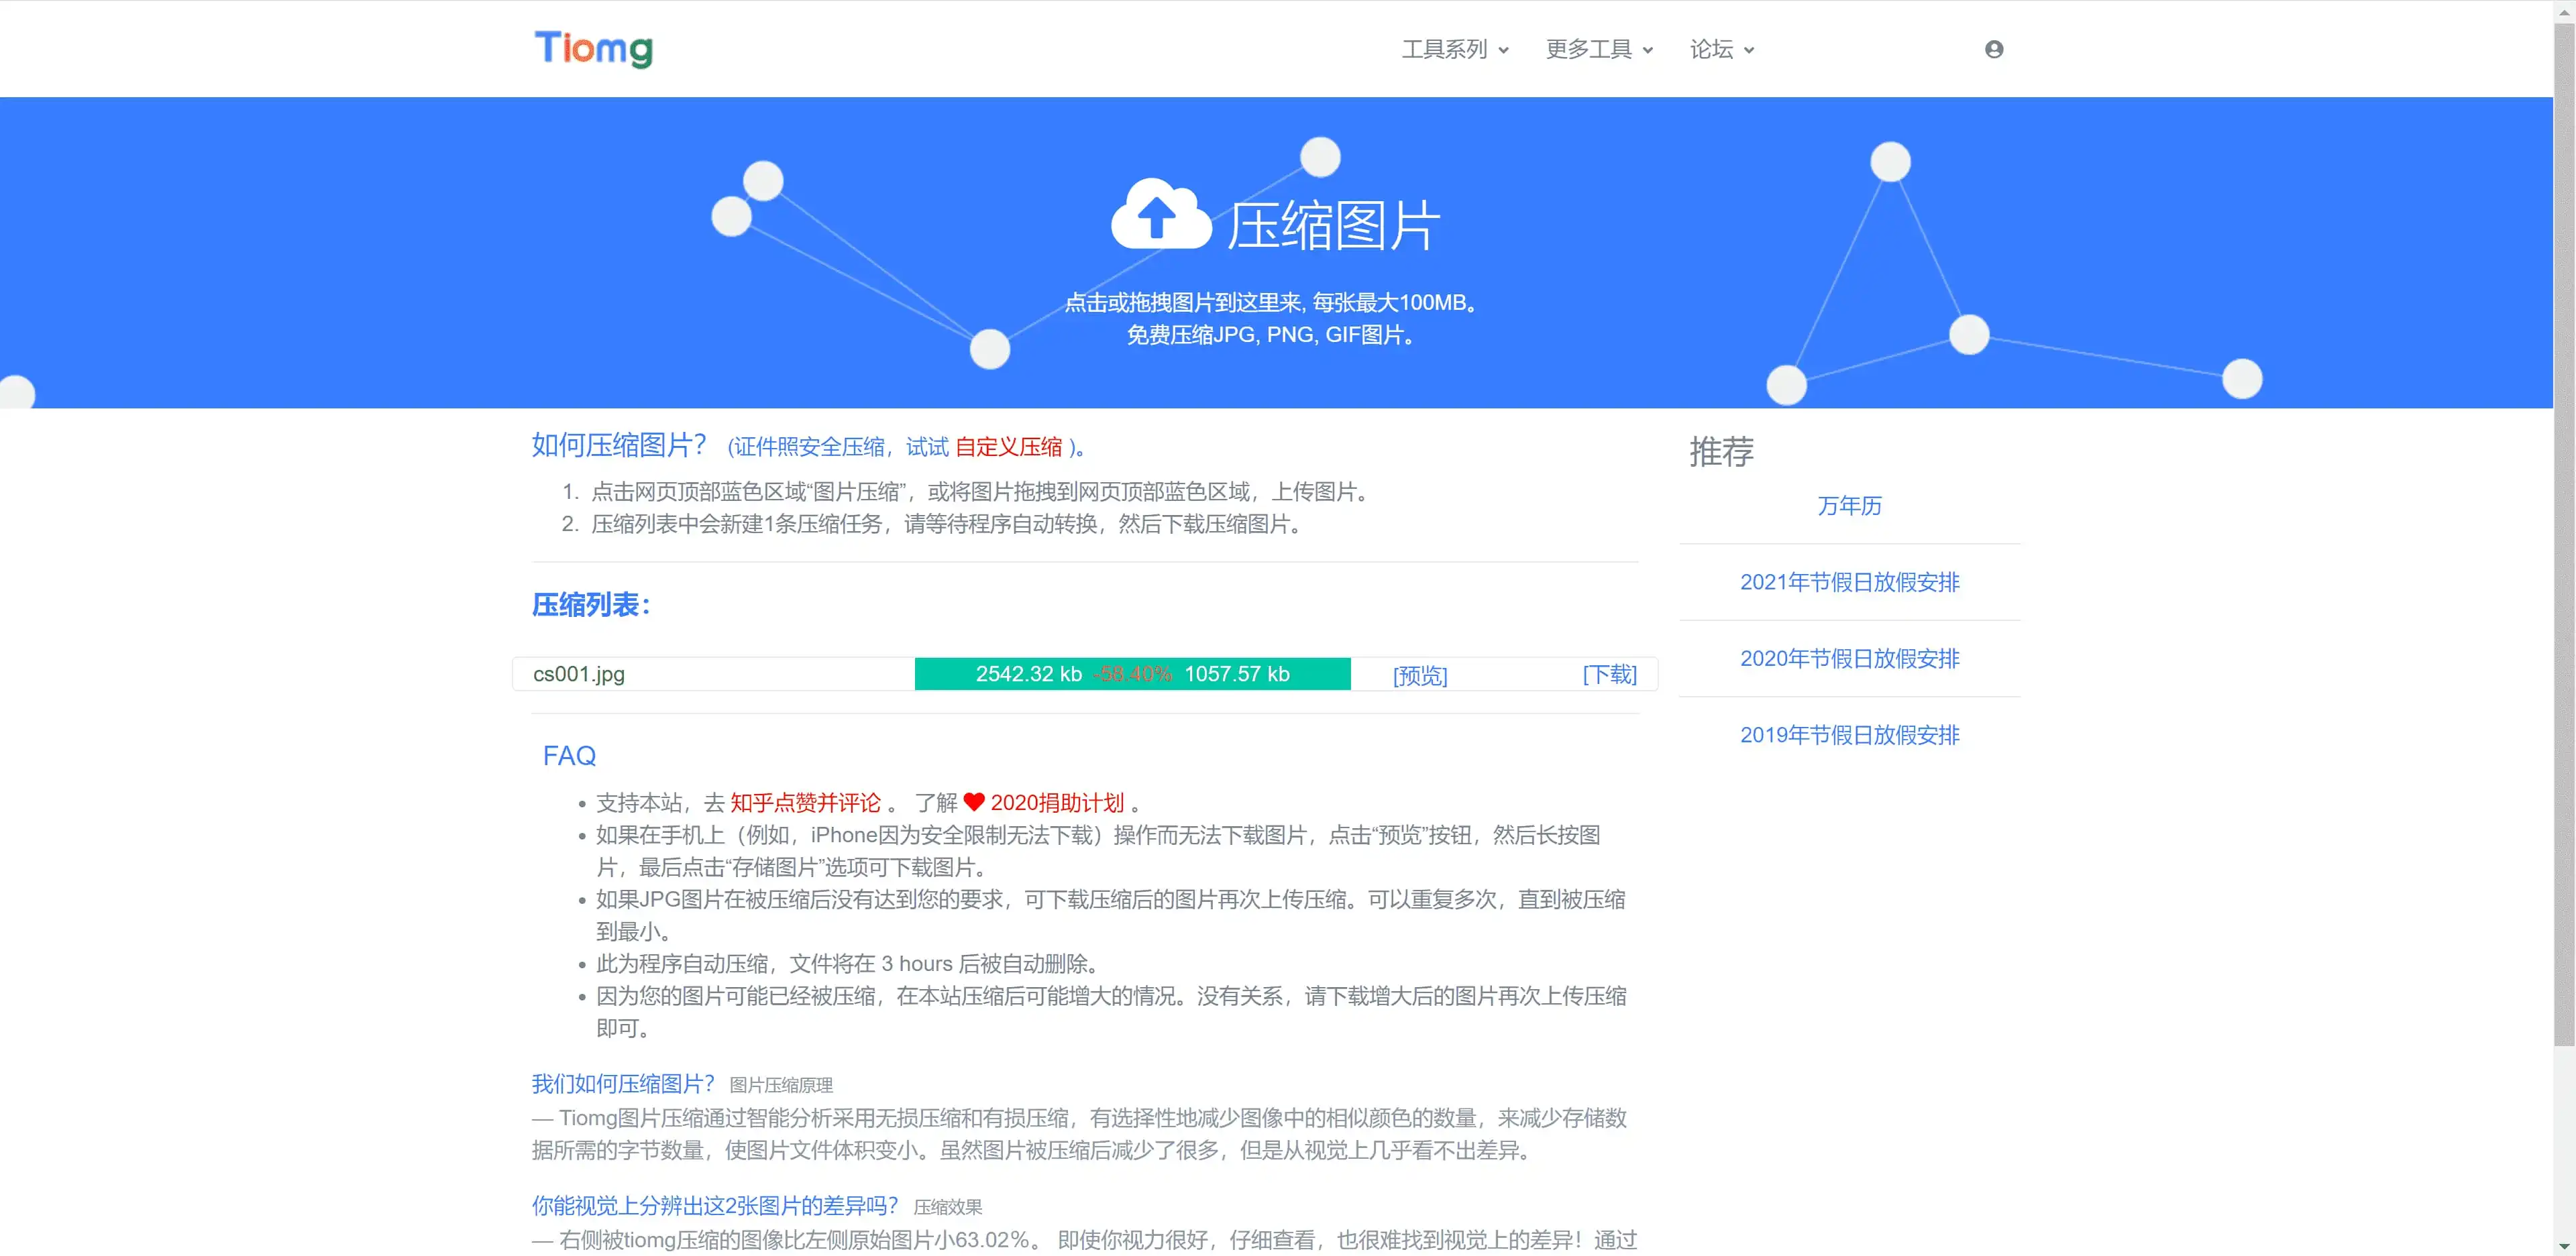 Tiomg
工具系列 更多工具 论坛
压缩图片
点击或拖拽图片到这里来, 每张最大100MB。
免费压缩JPG, PNG, GIF图片。
如何压缩图片？ (证件照安全压缩，试试 自定义压缩 )。
1. 点击网页顶部蓝色区域“图片压缩”，或将图片拖拽到网页顶部蓝色区域，上传图片。
2. 压缩列表中会新建1条压缩任务，请等待程序自动转换，然后下载压缩图片。
压缩列表：
cs001.jpg 2542.32 kb -58.40% 1057.57 kb [预览] [下载]
FAQ
• 支持本站，去 知乎点赞并评论 。 了解 ❤ 2020捐助计划 。
• 如果在手机上（例如，iPhone因为安全限制无法下载）操作而无法下载图片，点击“预览”按钮，然后长按图
片，最后点击“存储图片”选项可下载图片。
• 如果JPG图片在被压缩后没有达到您的要求，可下载压缩后的图片再次上传压缩。可以重复多次，直到被压缩
到最小。
• 此为程序自动压缩，文件将在 3 hours 后被自动删除。
• 因为您的图片可能已经被压缩，在本站压缩后可能增大的情况。没有关系，请下载增大后的图片再次上传压缩
即可。
我们如何压缩图片？ 图片压缩原理
— Tiomg图片压缩通过智能分析采用无损压缩和有损压缩，有选择性地减少图像中的相似颜色的数量，来减少存储数
据所需的字节数量，使图片文件体积变小。虽然图片被压缩后减少了很多，但是从视觉上几乎看不出差异。
你能视觉上分辨出这2张图片的差异吗？ 压缩效果
— 右侧被tiomg压缩的图像比左侧原始图片小63.02%。 即使你视力很好，仔细查看，也很难找到视觉上的差异！通过
推荐
万年历
2021年节假日放假安排
2020年节假日放假安排
2019年节假日放假安排